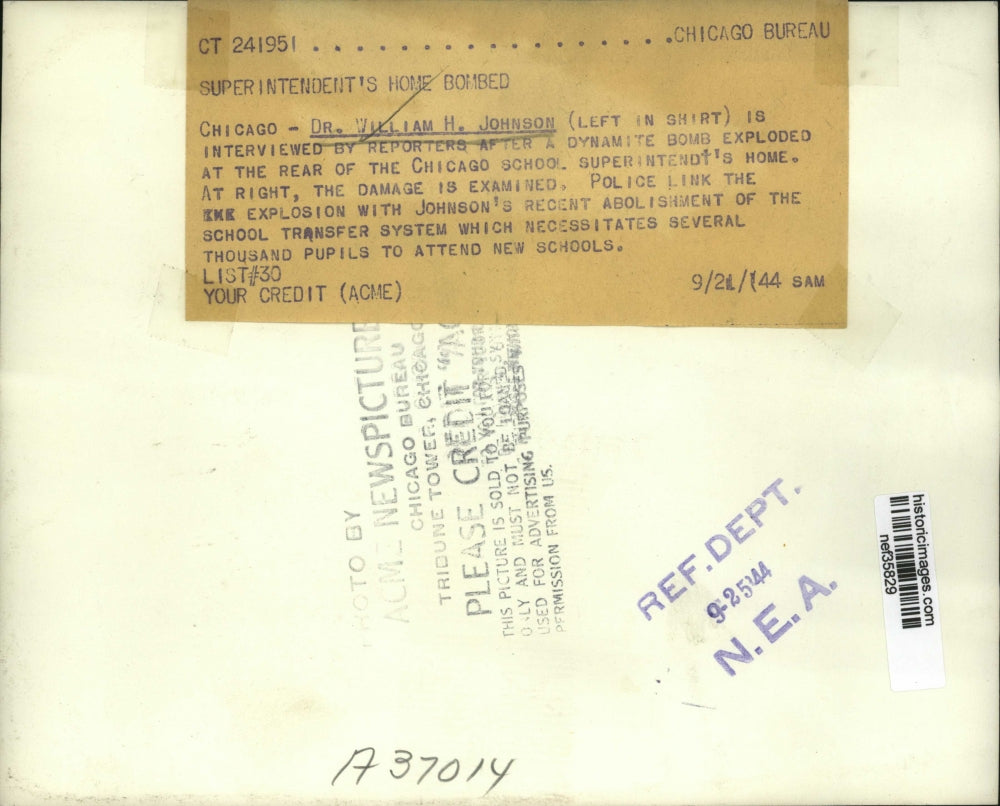 CT 241951 . . . . . . . . . . . . . . . . . . . CHICAGO BUREAU
SUPERINTENDENT'S HOME BOMBED
CHICAGO - DR. WILLIAM H. JOHNSON (LEFT IN SHIRT) IS
INTERVIEWED BY REPORTERS AFTER A DYNAMITE BOMB EXPLODED
AT THE REAR OF THE CHICAGO SCHOOL SUPERINTENDT'S HOME.
AT RIGHT, THE DAMAGE IS EXAMINED. POLICE LINK THE
EXPLOSION WITH JOHNSON'S RECENT ABOLISHMENT OF THE
SCHOOL TRANSFER SYSTEM WHICH NECESSITATES SEVERAL
THOUSAND PUPILS TO ATTEND NEW SCHOOLS.
LIST#30
YOUR CREDIT (ACME) 9/21/44 SAM
PHOTO BY
ACME NEWSPICTURE
CHICAGO BUREAU
TRIBUNE TOWER, CHICAGO
PLEASE CREDIT "AC
THIS PICTURE IS SOLD TO YOU FOR
ONLY AND MUST NOT BE LOANED
USED FOR ADVERTISING PURPOSES
PERMISSION FROM US.
REF. DEPT.
9-25-44
N.E.A.
historicimages.com
nef35829
A37014